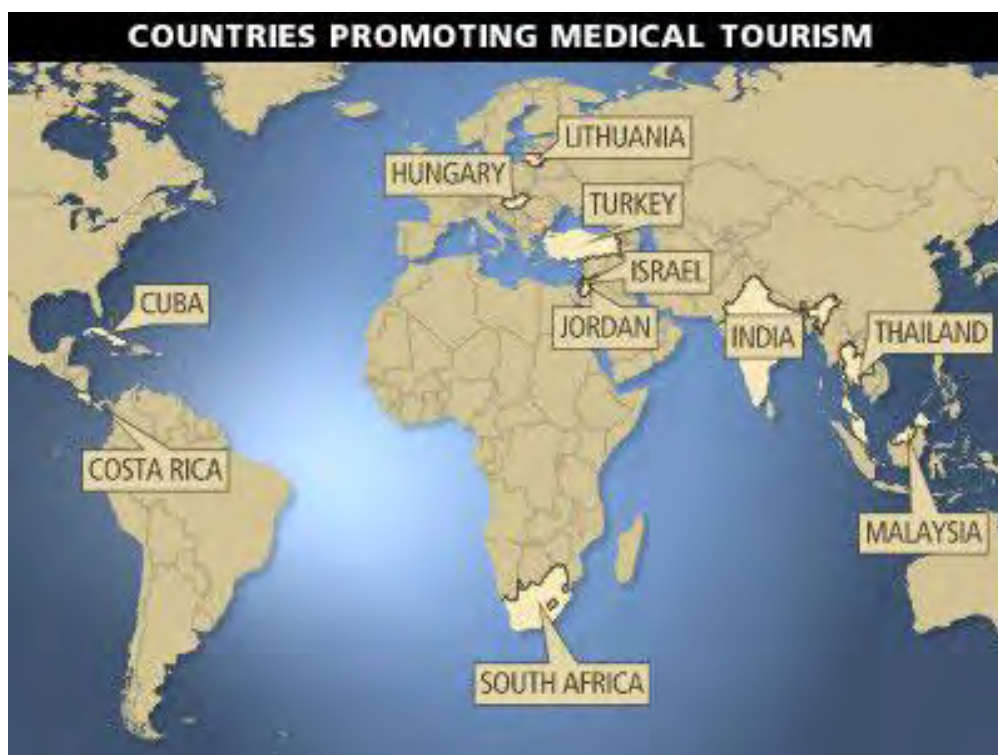 COUNTRIES PROMOTING MEDICAL TOURISM
LITHUANIA
HUNGARY
TURKEY
ISRAEL
CUBA
JORDAN
INDIA
THAILAND
COSTA RICA
MALAYSIA
SOUTH AFRICA